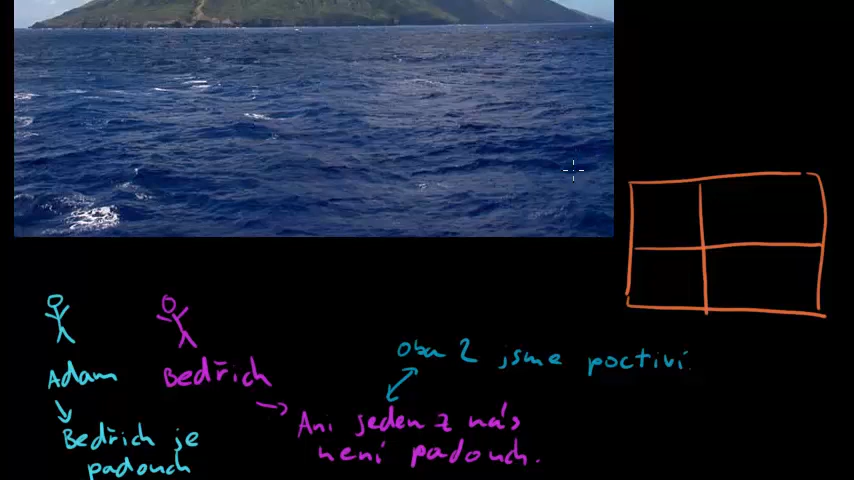 Adam
Bedřich
Bedřich je
padouch
oba 2 jsme poctiví.
Ani jeden z nás
není padouch.